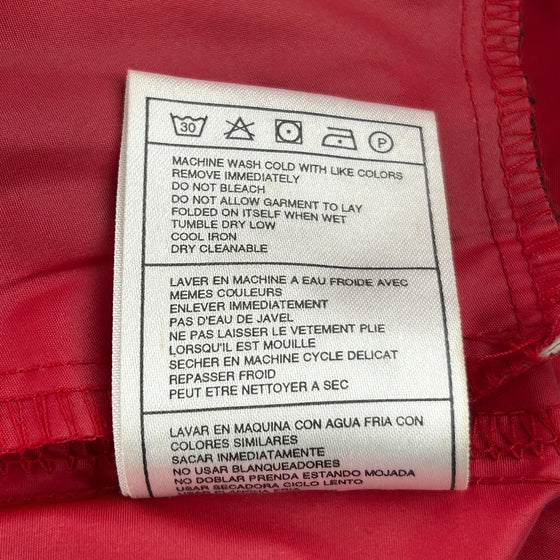 30 P
MACHINE WASH COLD WITH LIKE COLORS
REMOVE IMMEDIATELY
DO NOT BLEACH
DO NOT ALLOW GARMENT TO LAY
FOLDED ON ITSELF WHEN WET
TUMBLE DRY LOW
COOL IRON
DRY CLEANABLE
LAVER EN MACHINE A EAU FROIDE AVEC
MEMES COULEURS
ENLEVER IMMEDIATEMENT
PAS D'EAU DE JAVEL
NE PAS LAISSER LE VETEMENT PLIE
LORSQU'IL EST MOUILLE
SECHER EN MACHINE CYCLE DELICAT
REPASSER FROID
PEUT ETRE NETTOYER A SEC
LAVAR EN MAQUINA CON AGUA FRIA CON
COLORES SIMILARES
SACAR INMEDIATAMENTE
NO USAR BLANQUEADORES
NO DOBLAR PRENDA ESTANDO MOJADA
USAR SECADORA CICLO LENTO